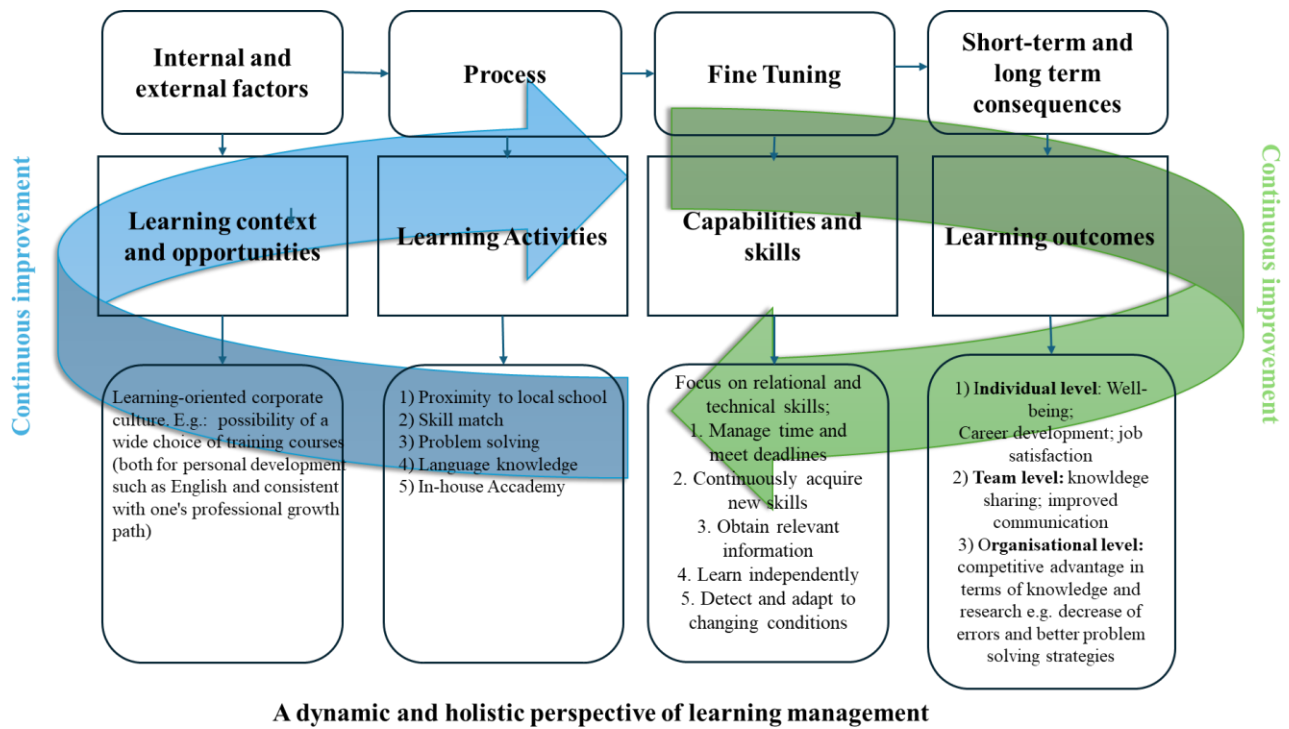 Internal and
external factors
Process
Fine Tuning
Short-term and
long term
consequences
Continuous improvement
Learning context
and opportunities
Learning Activities
Capabilities and
skills
Learning outcomes
Continuous improvement
Learning-oriented corporate
culture. E.g.: possibility of a
wide choice of training courses
(both for personal development
such as English and consistent
with one's professional growth
path)
1) Proximity to local school
2) Skill match
3) Problem solving
4) Language knowledge
5) In-house Accademy
Focus on relational and
technical skills;
1. Manage time and
meet deadlines
2. Continuously acquire
new skills
3. Obtain relevant
information
4. Learn independently
5. Detect and adapt to
changing conditions
1) Individual level: Well-
being;
Career development; job
satisfaction
2) Team level: knowldege
sharing; improved
communication
3) Organisational level:
competitive advantage in
terms of knowledge and
research e.g. decrease of
errors and better problem
solving strategies
A dynamic and holistic perspective of learning management